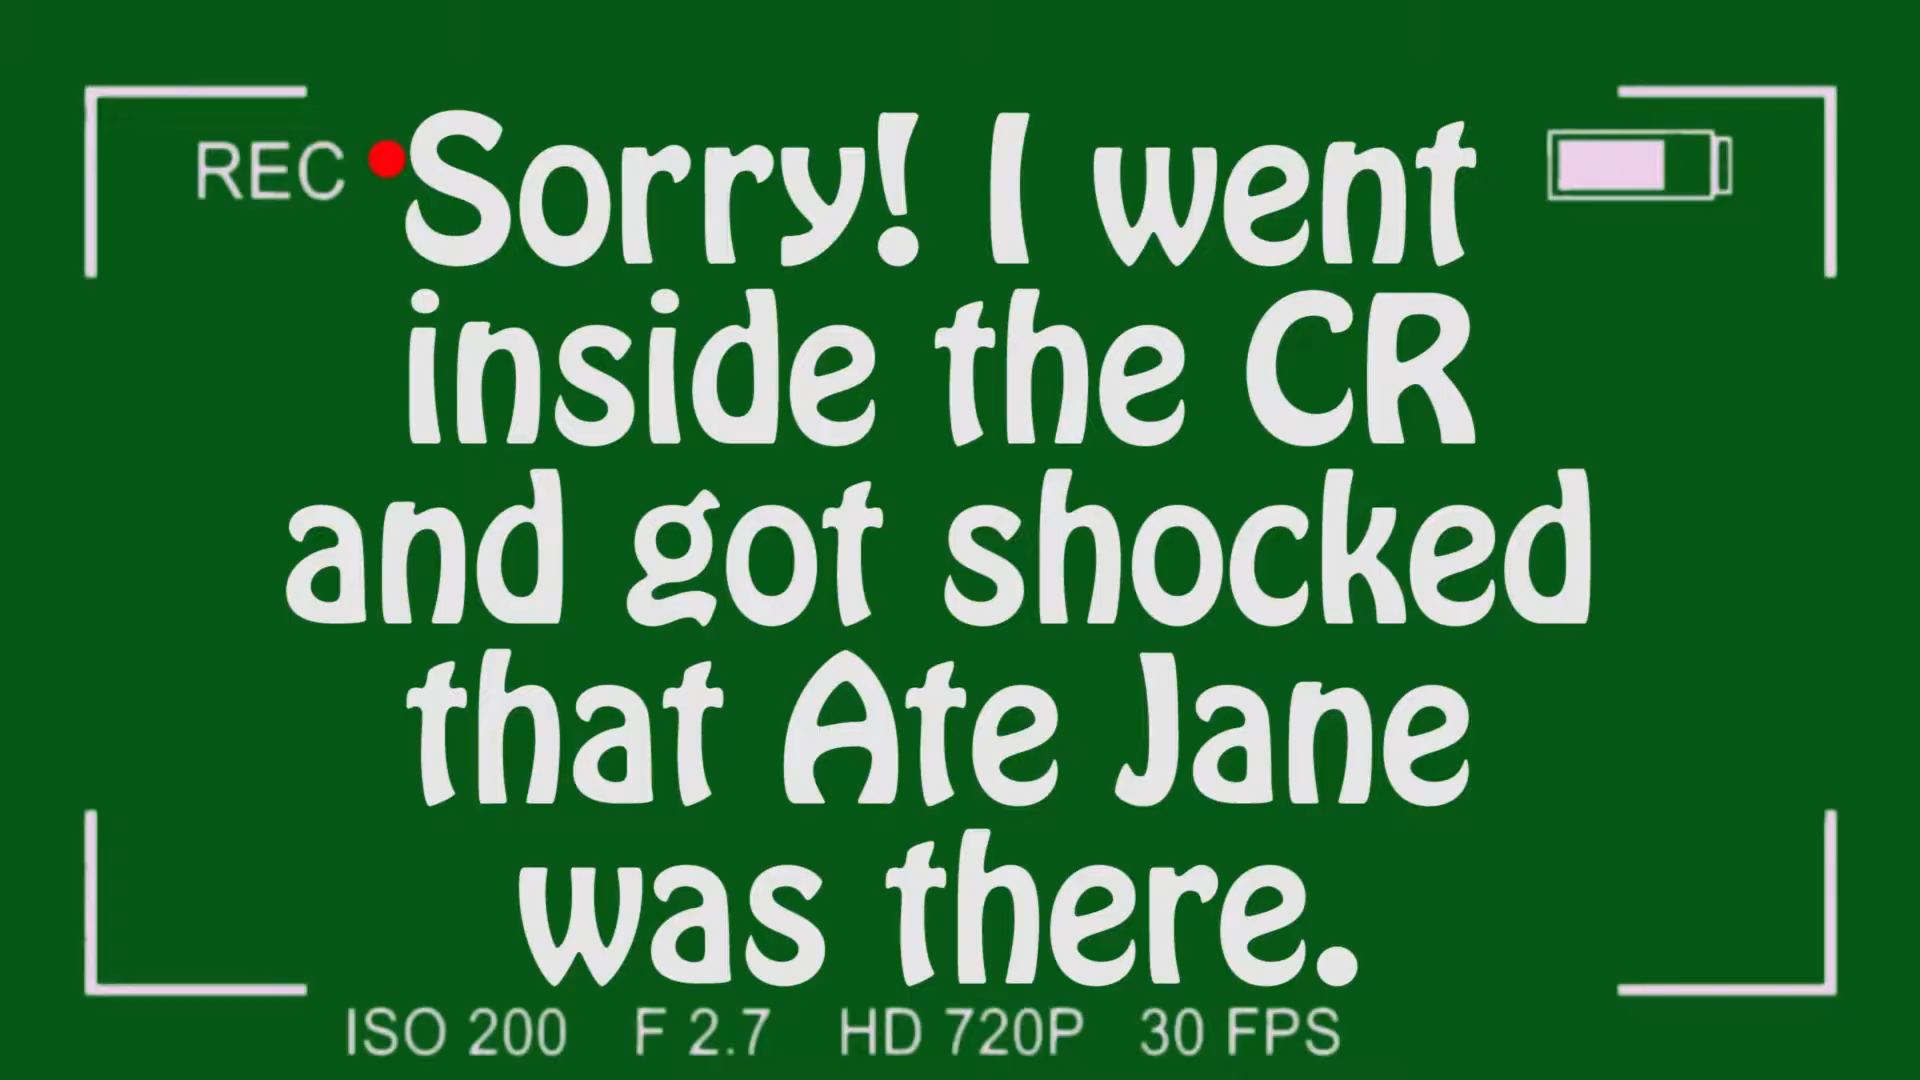 REC
Sorry! I went
inside the CR
and got shocked
that Ate Jane
was there.
ISO 200 F 2.7 HD 720P 30 FPS